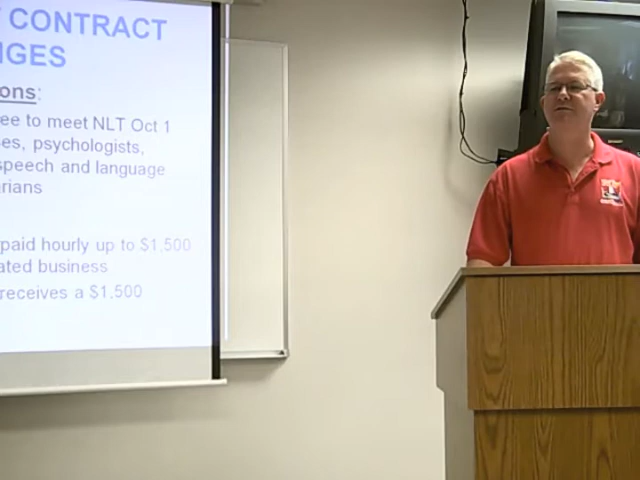 CONTRACT
NGES
ons:
ee to meet NLT Oct 1
es, psychologists,
speech and language
arians
paid hourly up to $1,500
ated business
receives a $1,500